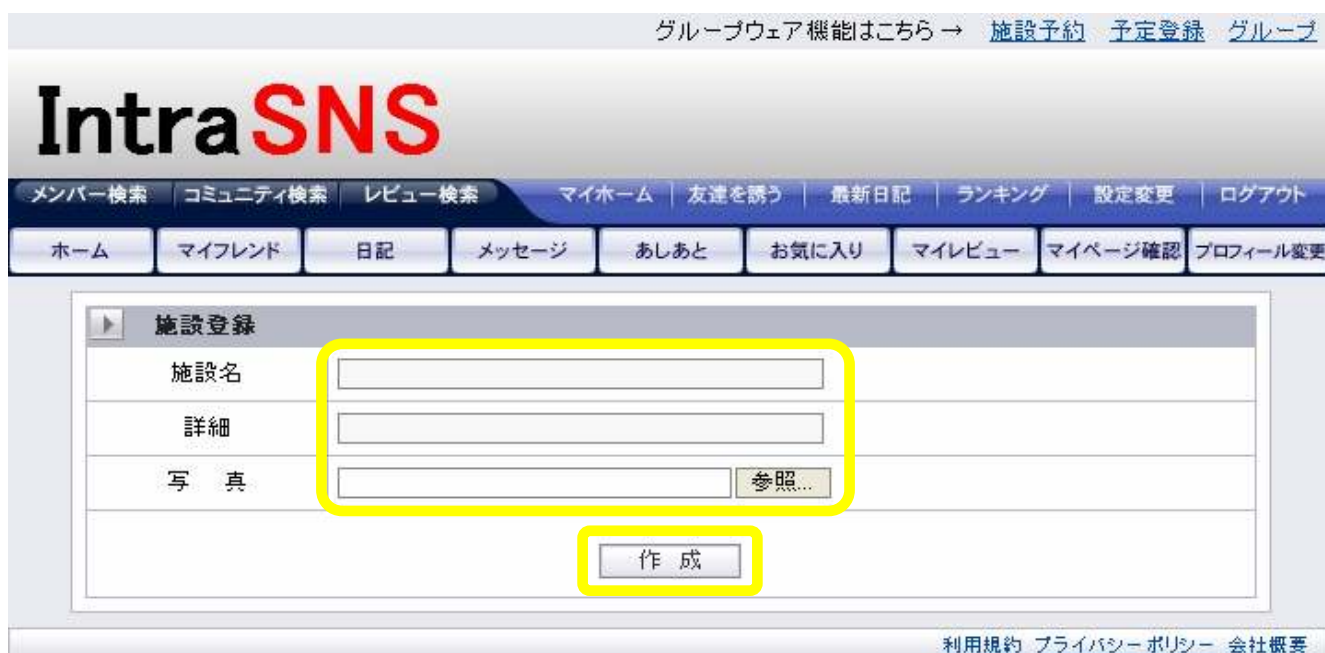 グループウェア機能はこちら→ 施設予約 予定登録 グループ
IntraSNS
メンバー検索 コミュニティ検索 レビュー検索 マイホーム 友達を誘う 最新日記 ランキング 設定変更 ログアウト
ホーム マイフレンド 日記 メッセージ あしあと お気に入り マイレビュー マイページ確認 プロフィール変更
施設登録
施設名
詳細
写 真 参照...
作 成
利用規約 プライバシーポリシー 会社概要